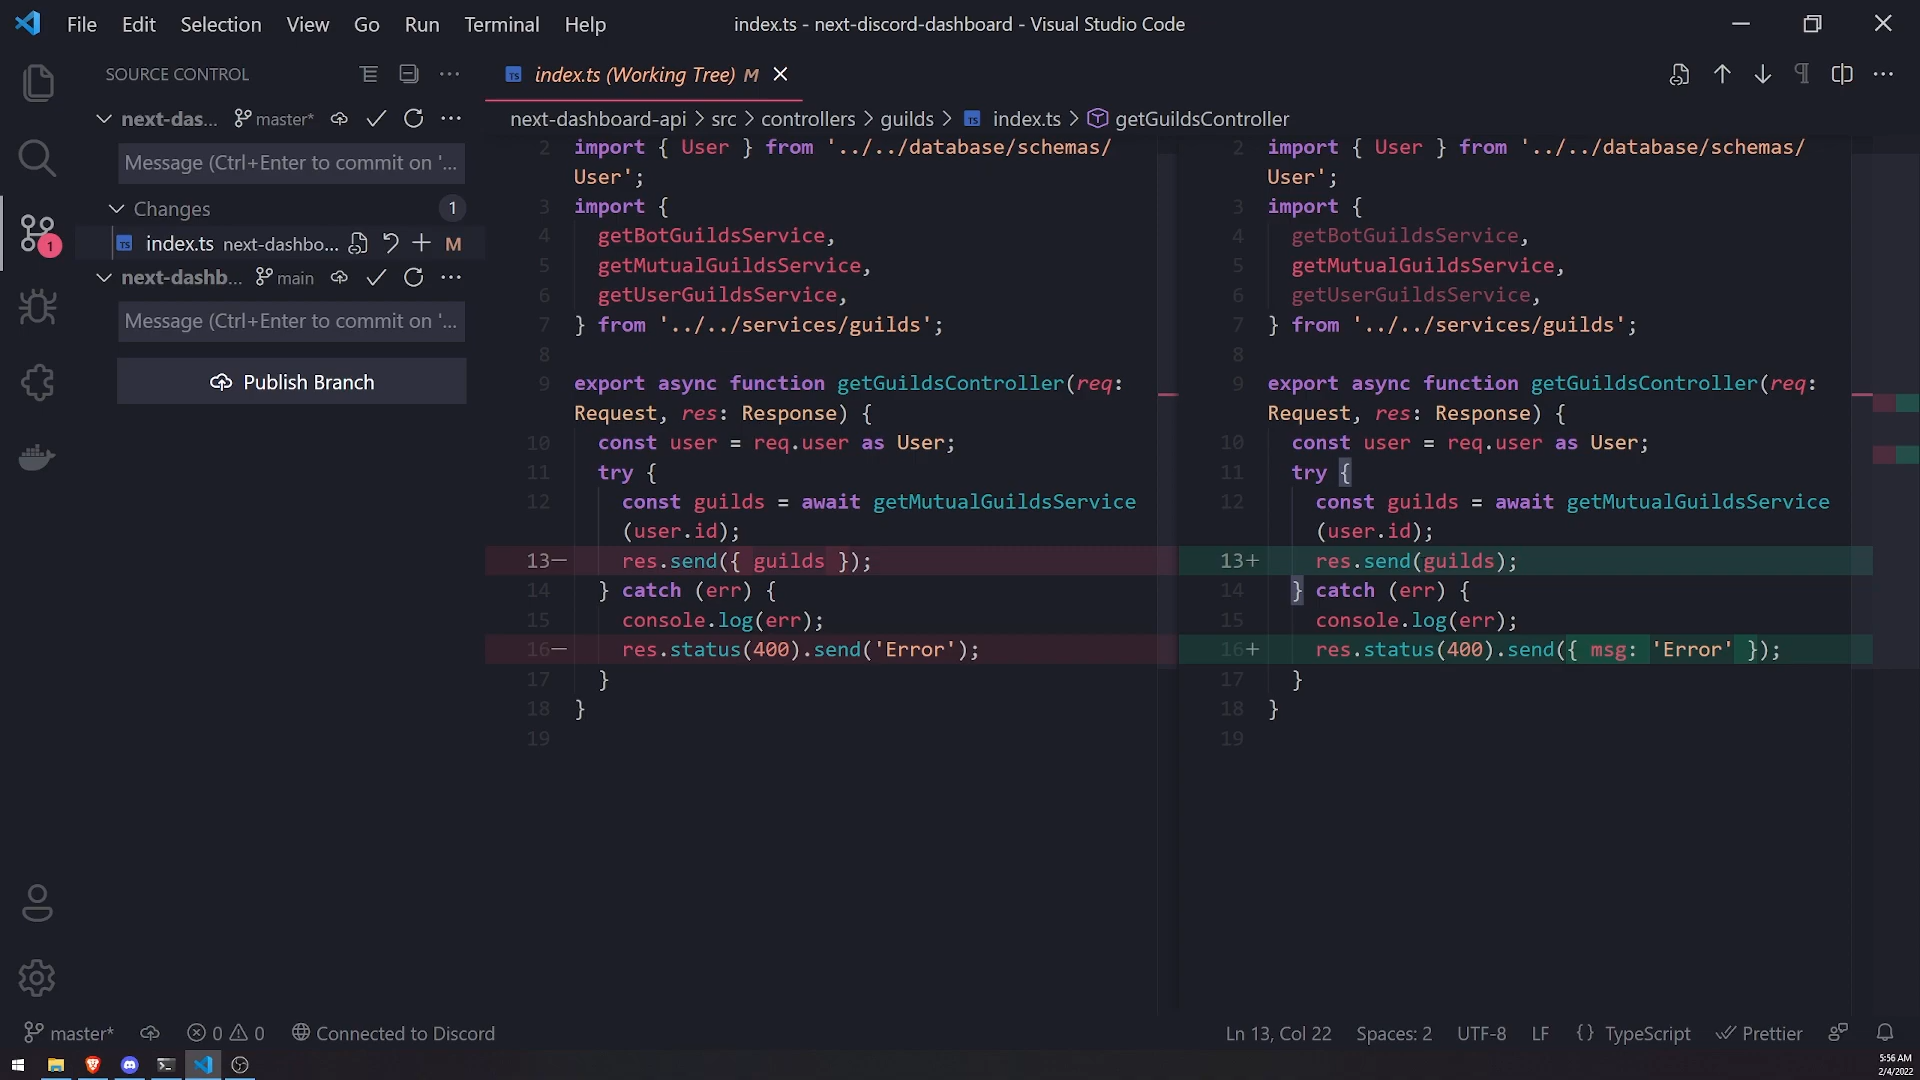 File Edit Selection View Go Run Terminal Help
index.ts - next-discord-dashboard - Visual Studio Code
SOURCE CONTROL
next-das... master*
Message (Ctrl+Enter to commit on '...
Changes 1
TS index.ts next-dashbo... M
1
next-dashb... main
Message (Ctrl+Enter to commit on '...
Publish Branch
TS index.ts (Working Tree) M
next-dashboard-api > src > controllers > guilds > TS index.ts > getGuildsController
2 import { User } from '../../database/schemas/
User';
3 import {
4 getBotGuildsService,
5 getMutualGuildsService,
6 getUserGuildsService,
7 } from '../../services/guilds';
8
9 export async function getGuildsController(req:
Request, res: Response) {
10 const user = req.user as User;
11 try {
12 const guilds = await getMutualGuildsService
(user.id);
13— res.send({ guilds });
14 } catch (err) {
15 console.log(err);
16— res.status(400).send('Error');
17 }
18 }
19
2 import { User } from '../../database/schemas/
User';
3 import {
4 getBotGuildsService,
5 getMutualGuildsService,
6 getUserGuildsService,
7 } from '../../services/guilds';
8
9 export async function getGuildsController(req:
Request, res: Response) {
10 const user = req.user as User;
11 try {
12 const guilds = await getMutualGuildsService
(user.id);
13+ res.send(guilds);
14 } catch (err) {
15 console.log(err);
16+ res.status(400).send({ msg: 'Error' });
17 }
18 }
19
master* 0 0 Connected to Discord
Ln 13, Col 22 Spaces: 2 UTF-8 LF {} TypeScript Prettier
5:56 AM
2/4/2022